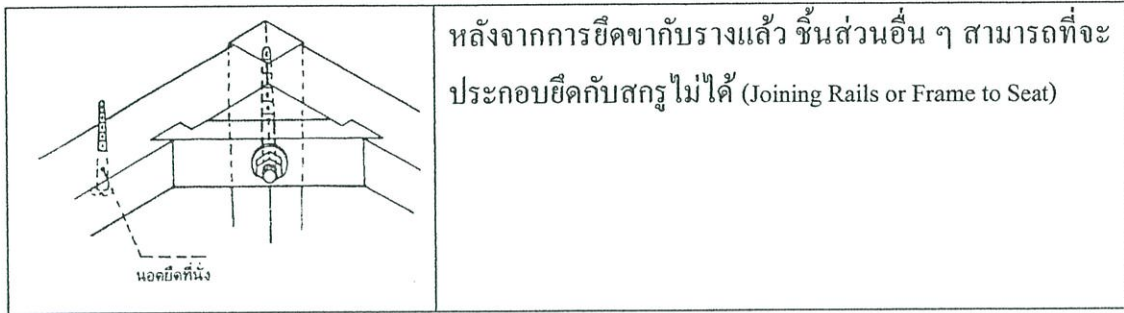 หลังจากการยึดขากับรางแล้ว ชิ้นส่วนอื่น ๆ สามารถที่จะ
ประกอบยึดกับสกรูไม่ได้ (Joining Rails or Frame to Seat)
นอตยึดที่นั่ง